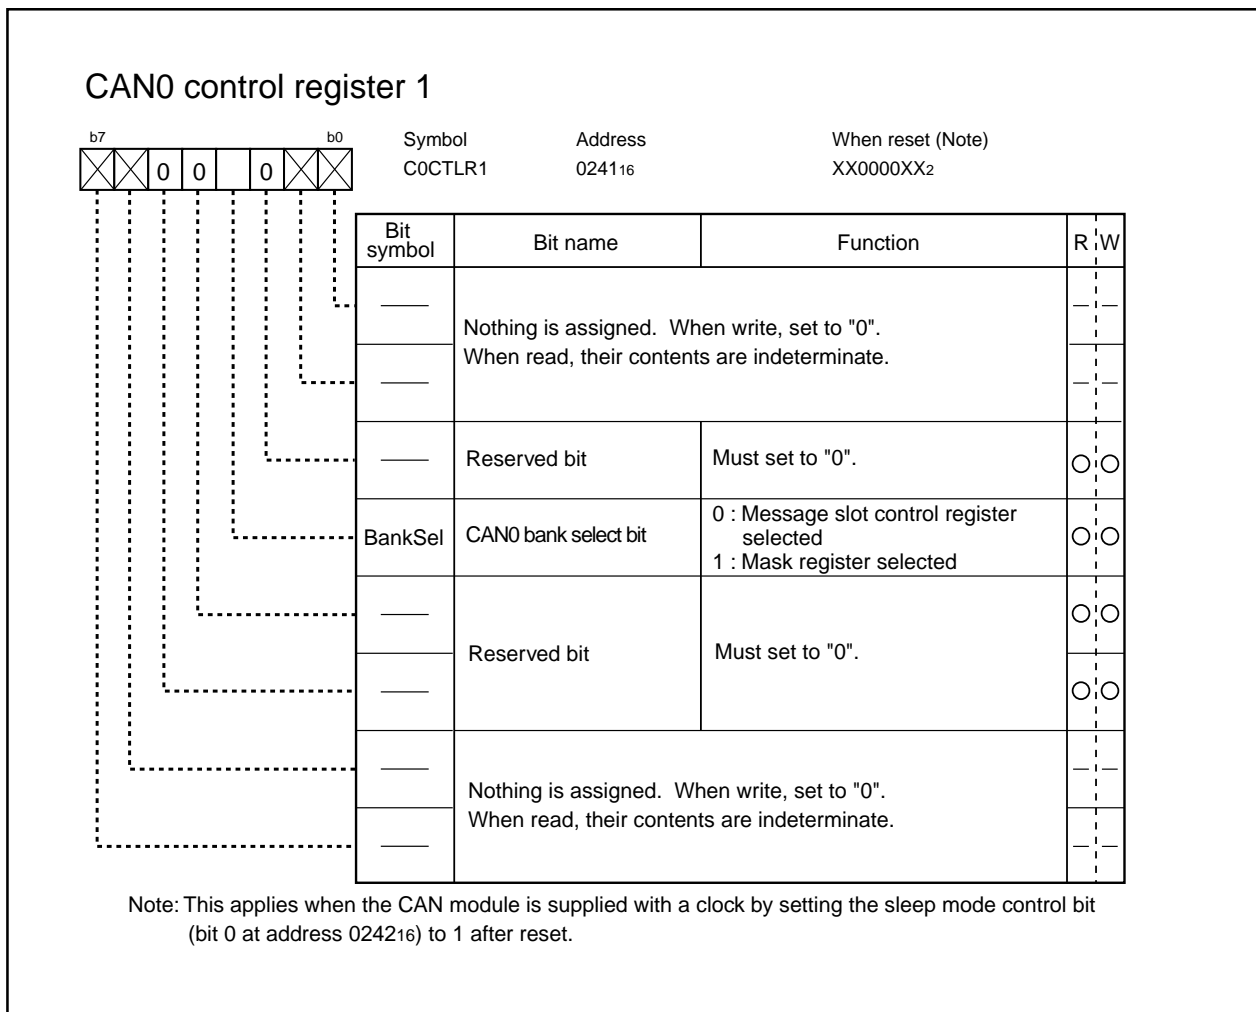 CAN0 control register 1
b7 b0 Symbol Address When reset (Note)
0 0 0 C0CTLR1 024116 XX0000XX2
Bit symbol Bit name Function R W
Nothing is assigned. When write, set to "0".
When read, their contents are indeterminate.
Reserved bit Must set to "0".
BankSel CAN0 bank select bit 0 : Message slot control register
selected
1 : Mask register selected
Reserved bit Must set to "0".
Nothing is assigned. When write, set to "0".
When read, their contents are indeterminate.
Note: This applies when the CAN module is supplied with a clock by setting the sleep mode control bit
(bit 0 at address 024216) to 1 after reset.